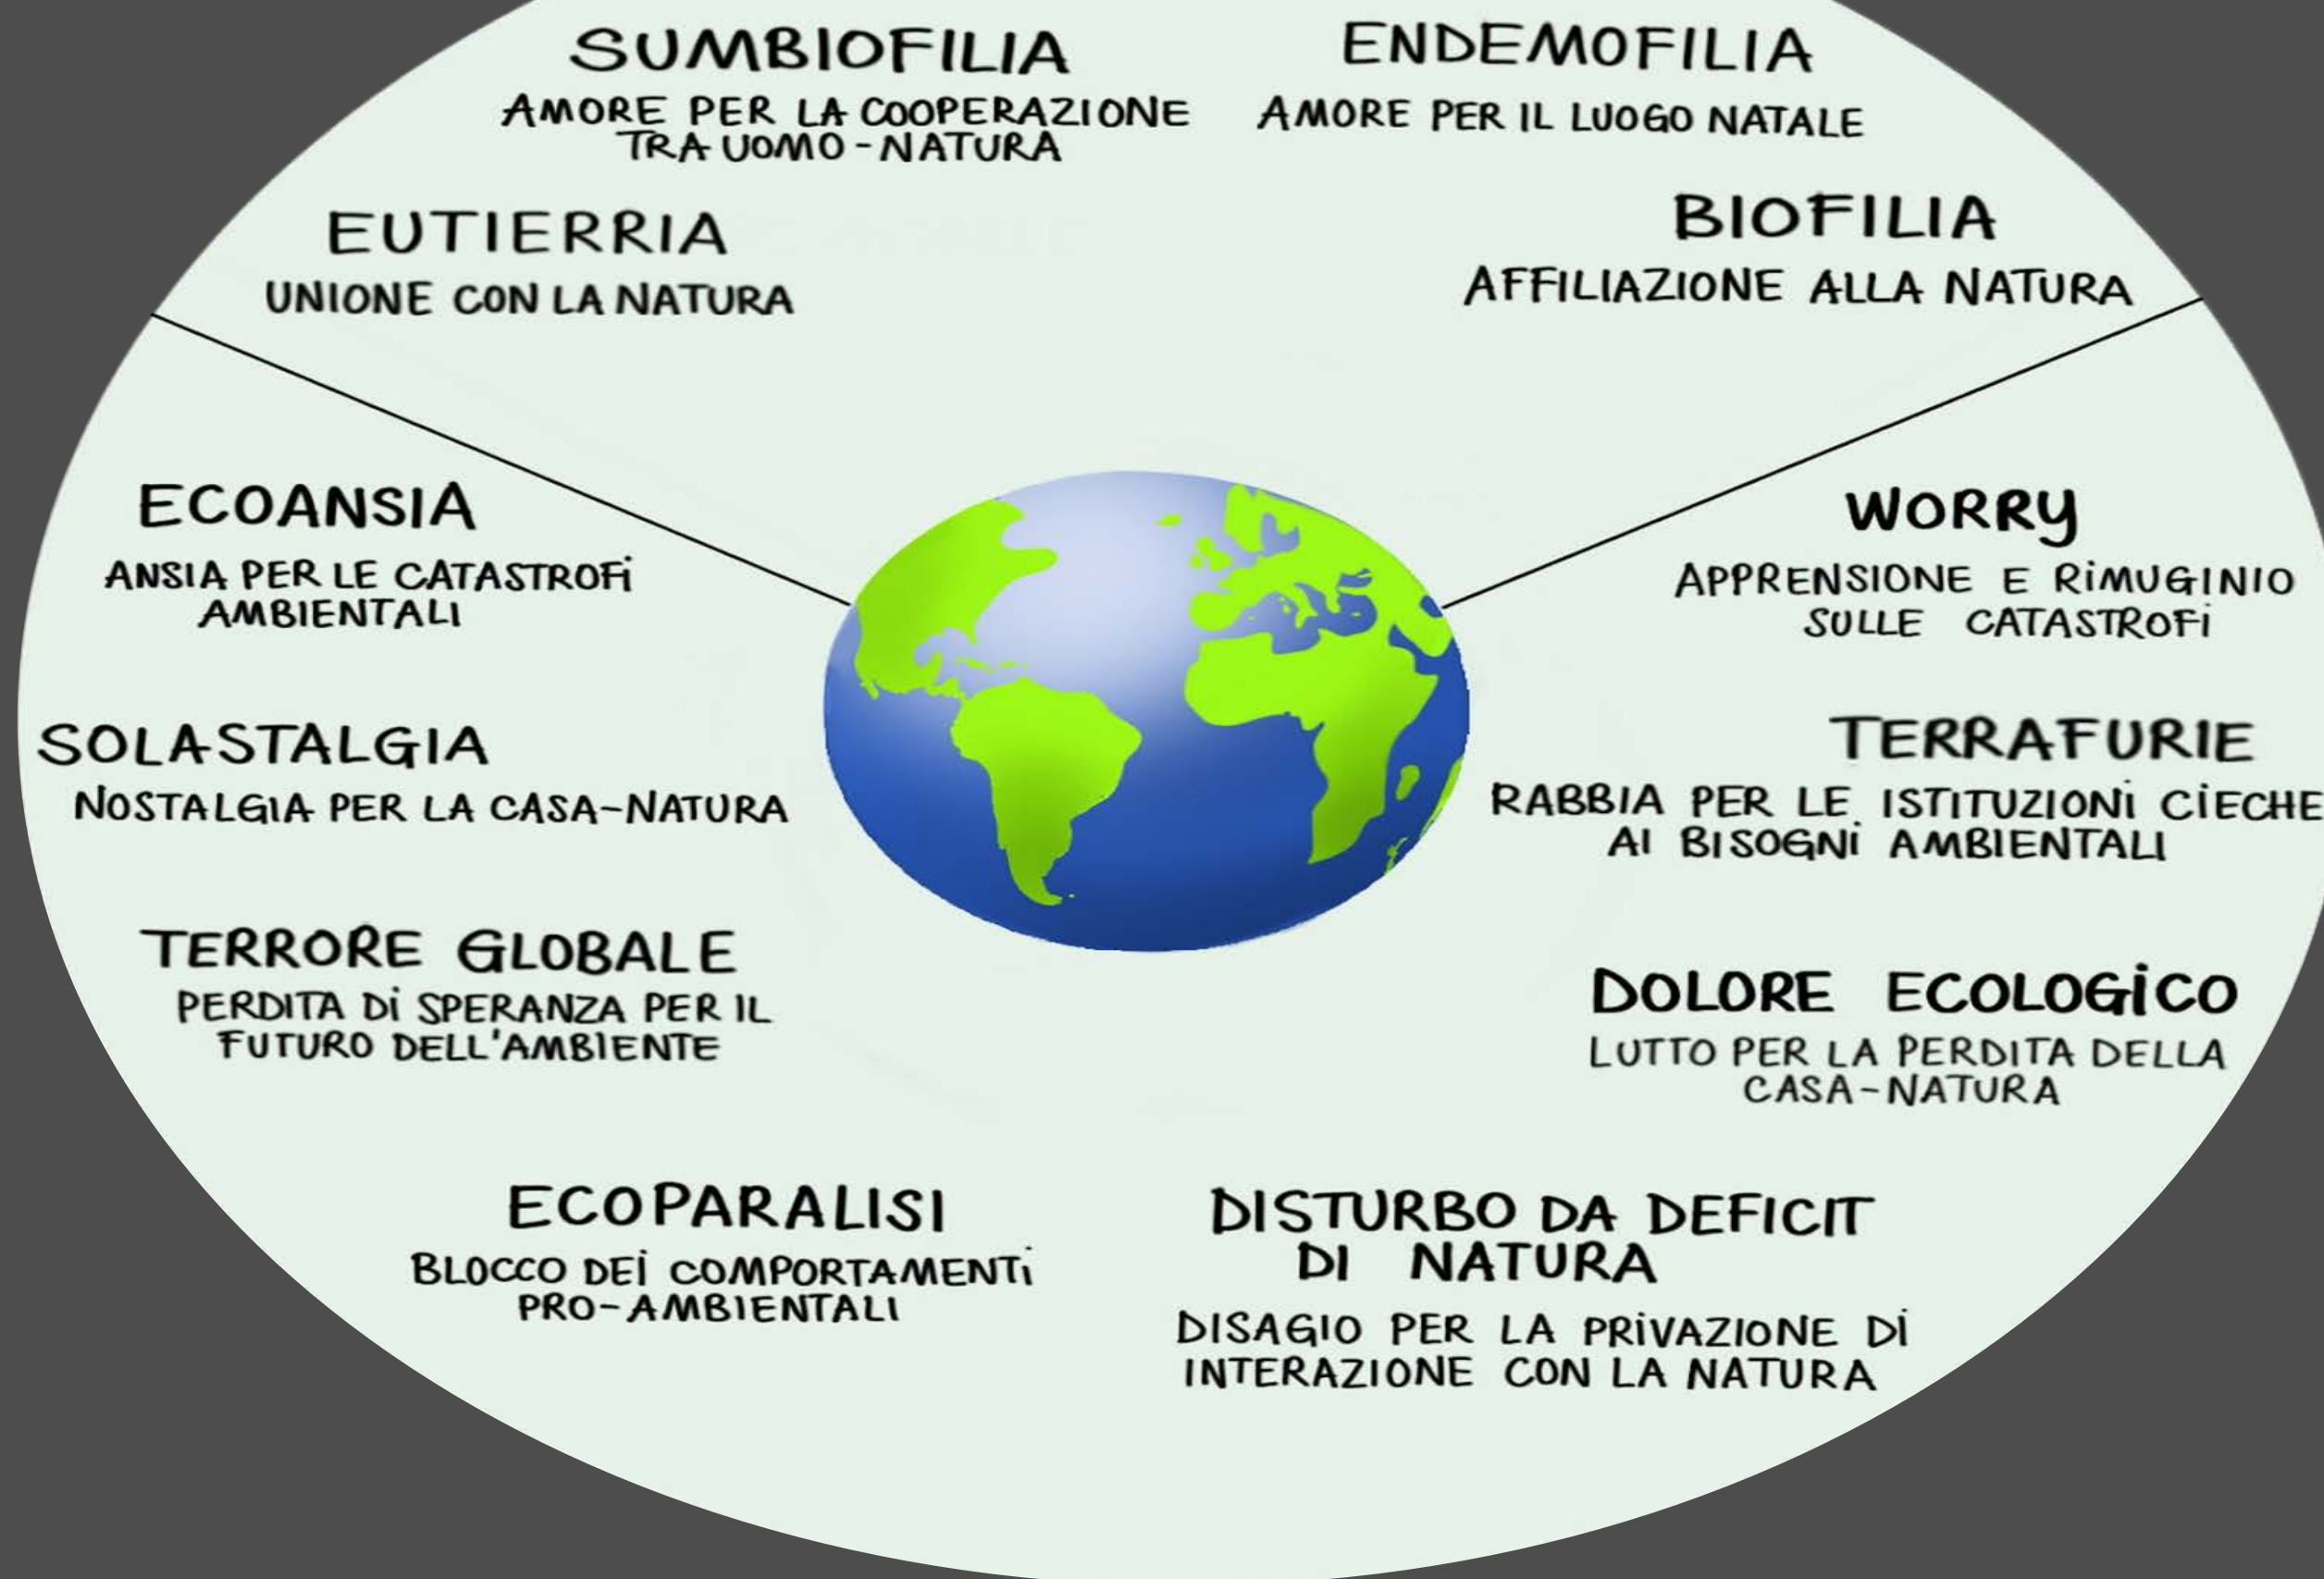 SUMBIOFILIA
AMORE PER LA COOPERAZIONE
TRA UOMO-NATURA
ENDEMOFILIA
AMORE PER IL LUOGO NATALE
EUTIERRIA
UNIONE CON LA NATURA
BIOFILIA
AFFILIAZIONE ALLA NATURA
ECOANSIA
ANSIA PER LE CATASTROFI
AMBIENTALI
WORRY
APPRENSIONE E RIMUGINIO
SULLE CATASTROFI
SOLASTALGIA
NOSTALGIA PER LA CASA-NATURA
TERRAFURIE
RABBIA PER LE ISTITUZIONI CIECHE
AI BISOGNI AMBIENTALI
TERRORE GLOBALE
PERDITA DI SPERANZA PER IL
FUTURO DELL'AMBIENTE
DOLORE ECOLOGICO
LUTTO PER LA PERDITA DELLA
CASA-NATURA
ECOPARALISI
BLOCCO DEI COMPORTAMENTI
PRO-AMBIENTALI
DISTURBO DA DEFICIT
DI NATURA
DISAGIO PER LA PRIVAZIONE DI
INTERAZIONE CON LA NATURA